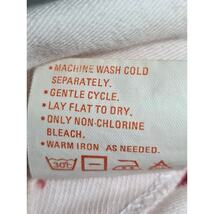 • MACHINE WASH COLD
SEPARATELY.
• GENTLE CYCLE.
• LAY FLAT TO DRY.
• ONLY NON-CHLORINE
BLEACH.
• WARM IRON AS NEEDED.
30°